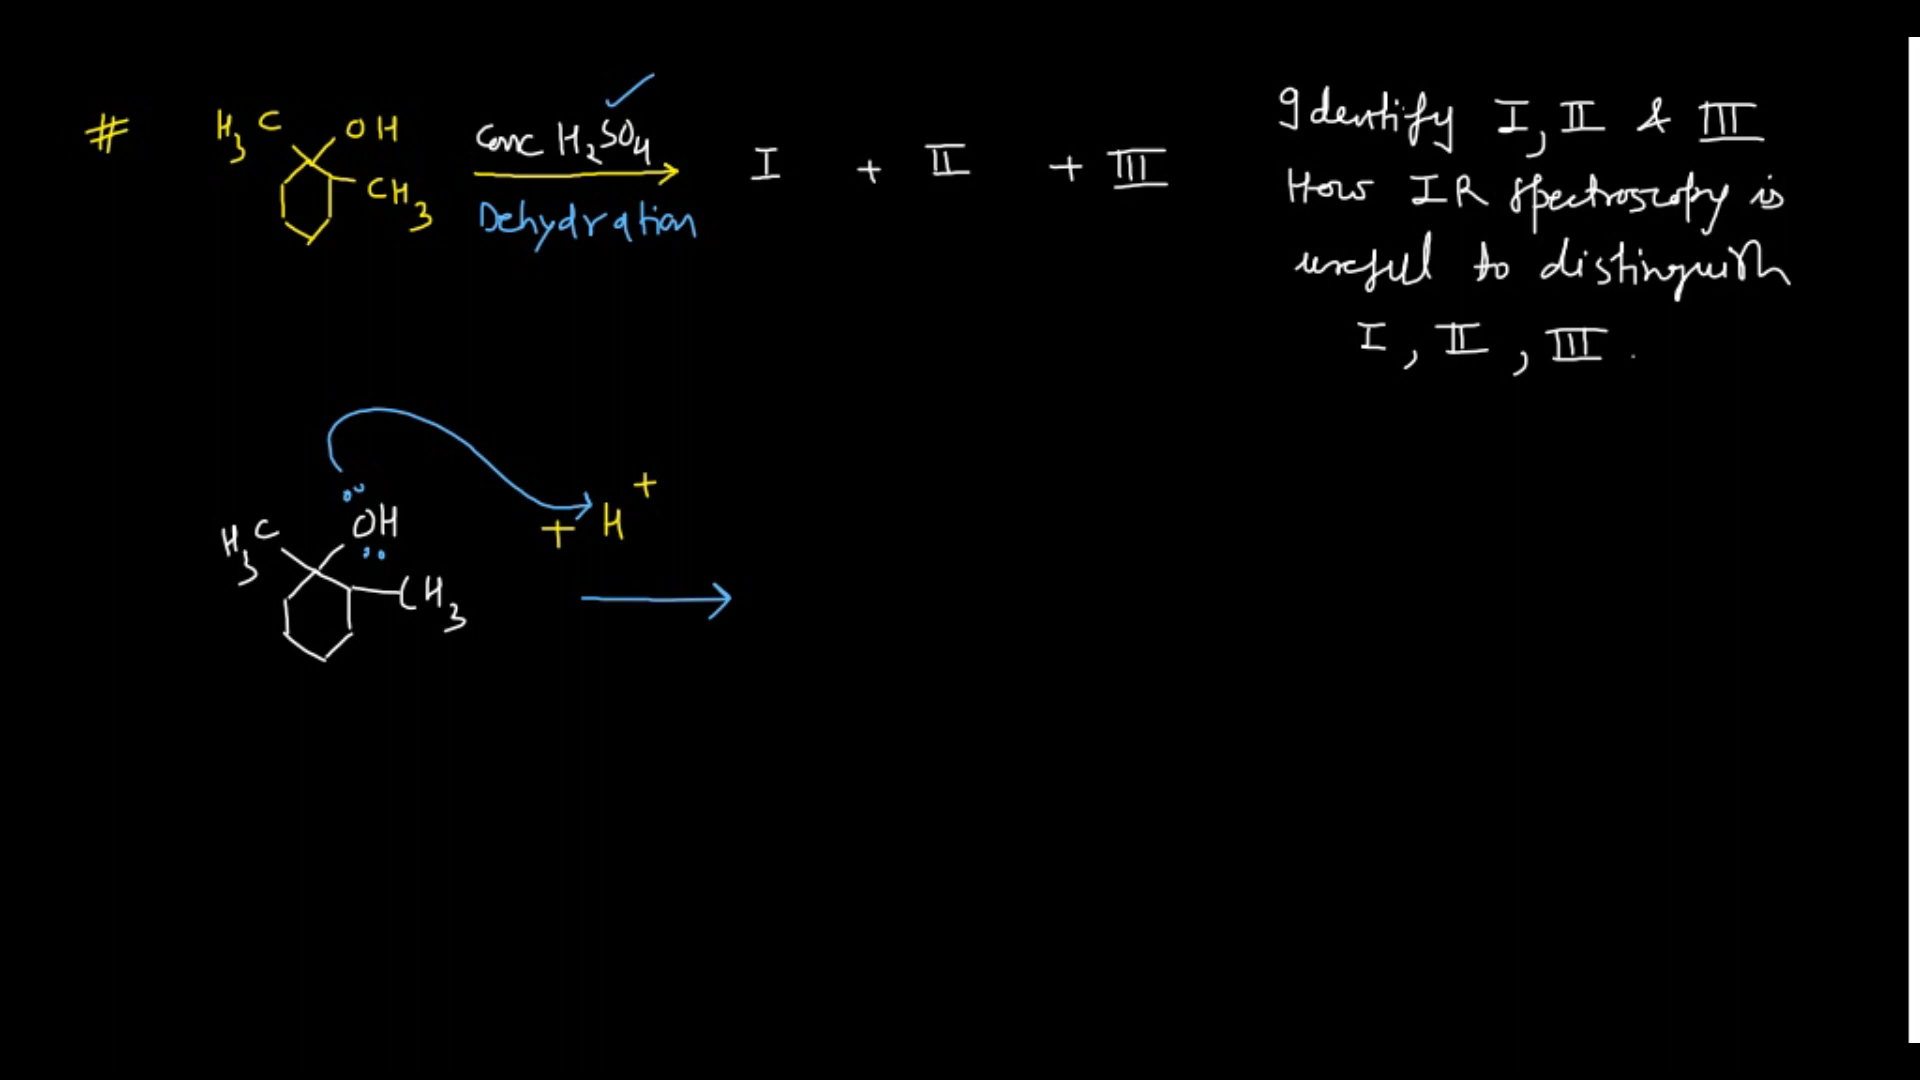 # H3C OH CH3 Conc H2SO4 Dehydration I + II + III
Identify I, II & III
How IR spectroscopy is
useful to distinguish
I, II, III.
H3C OH CH3 + H+